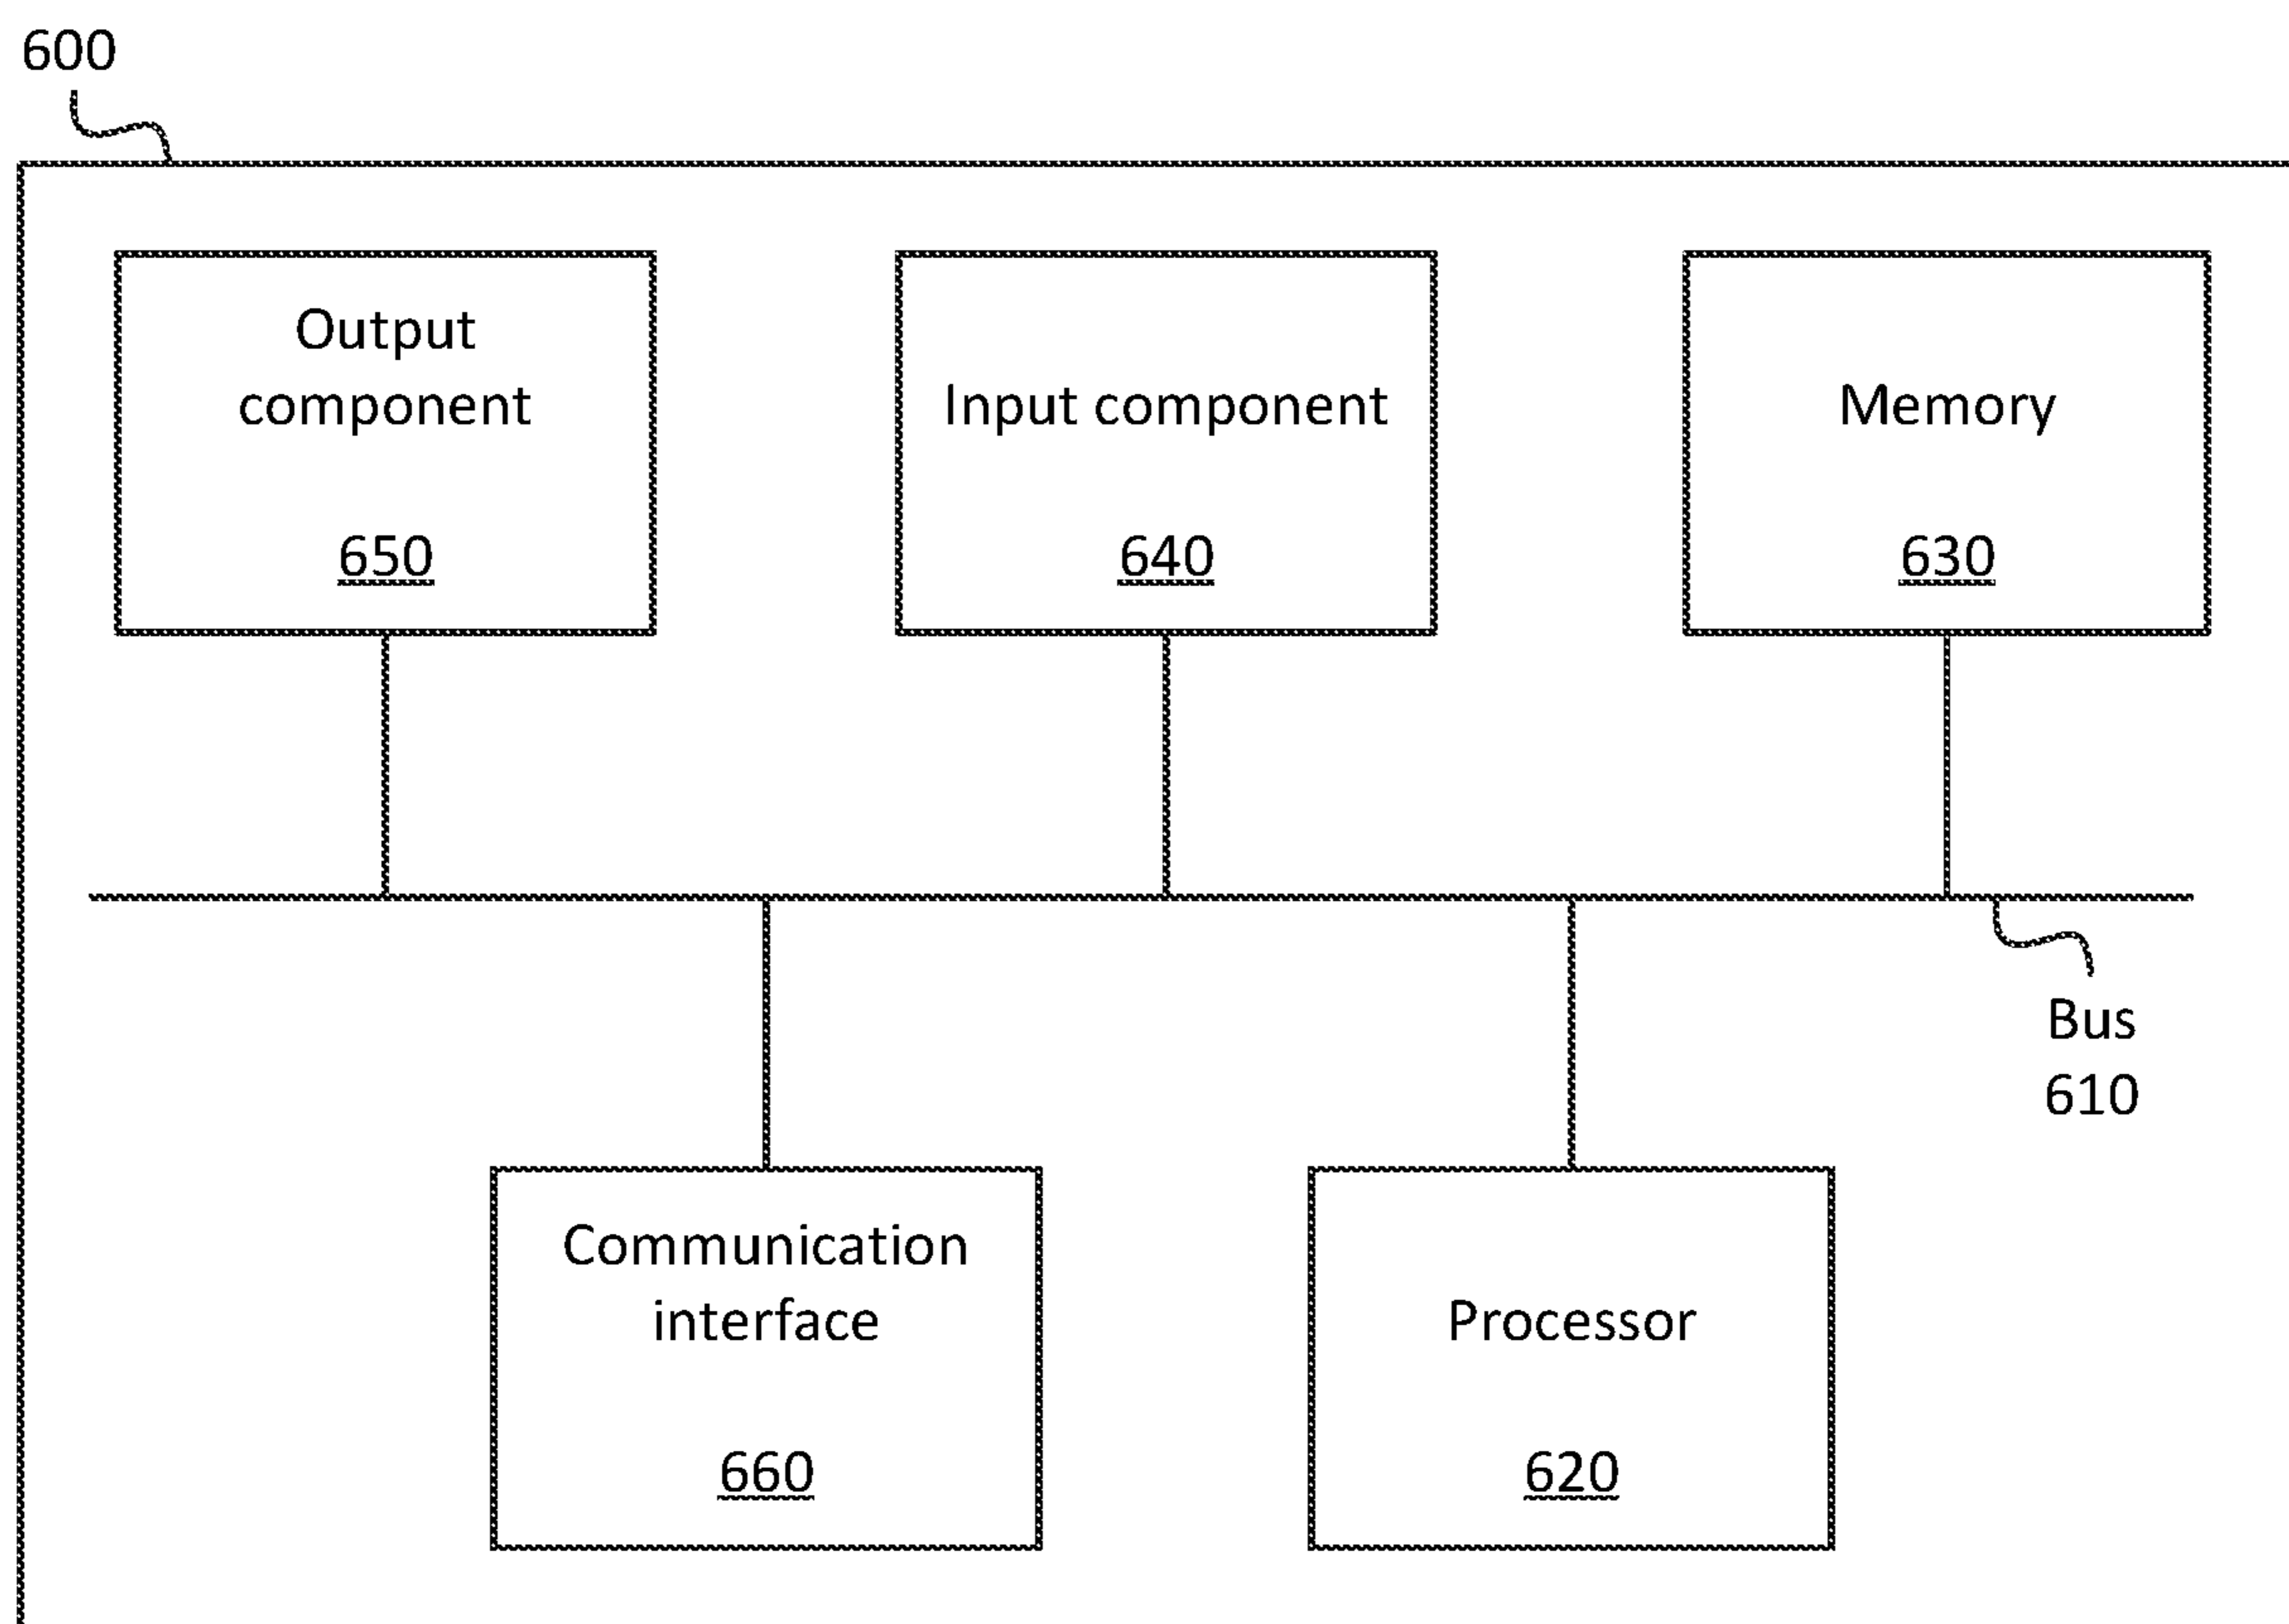 600
Output
component
650
Input component
640
Memory
630
Bus
610
Communication
interface
660
Processor
620